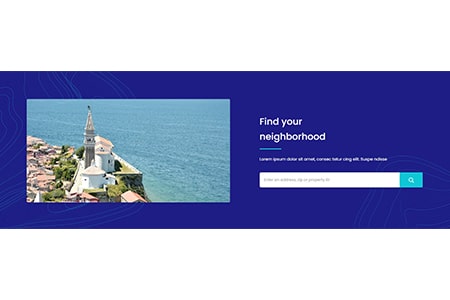 Find your
neighborhood
Lorem ipsum dolor sit amet, consec tetur cing elit. Suspe ndisse
Enter an address, zip or property ID